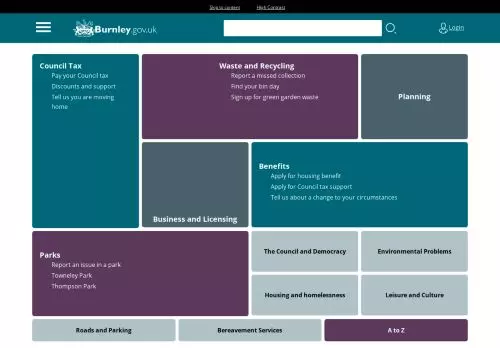 Skip to content High Contrast
Burnley.gov.uk
Login
Council Tax
Pay your Council tax
Discounts and support
Tell us you are moving
home
Waste and Recycling
Report a missed collection
Find your bin day
Sign up for green garden waste
Planning
Business and Licensing
Benefits
Apply for housing benefit
Apply for Council tax support
Tell us about a change to your circumstances
Parks
Report an issue in a park
Towneley Park
Thompson Park
The Council and Democracy
Environmental Problems
Housing and homelessness
Leisure and Culture
Roads and Parking
Bereavement Services
A to Z